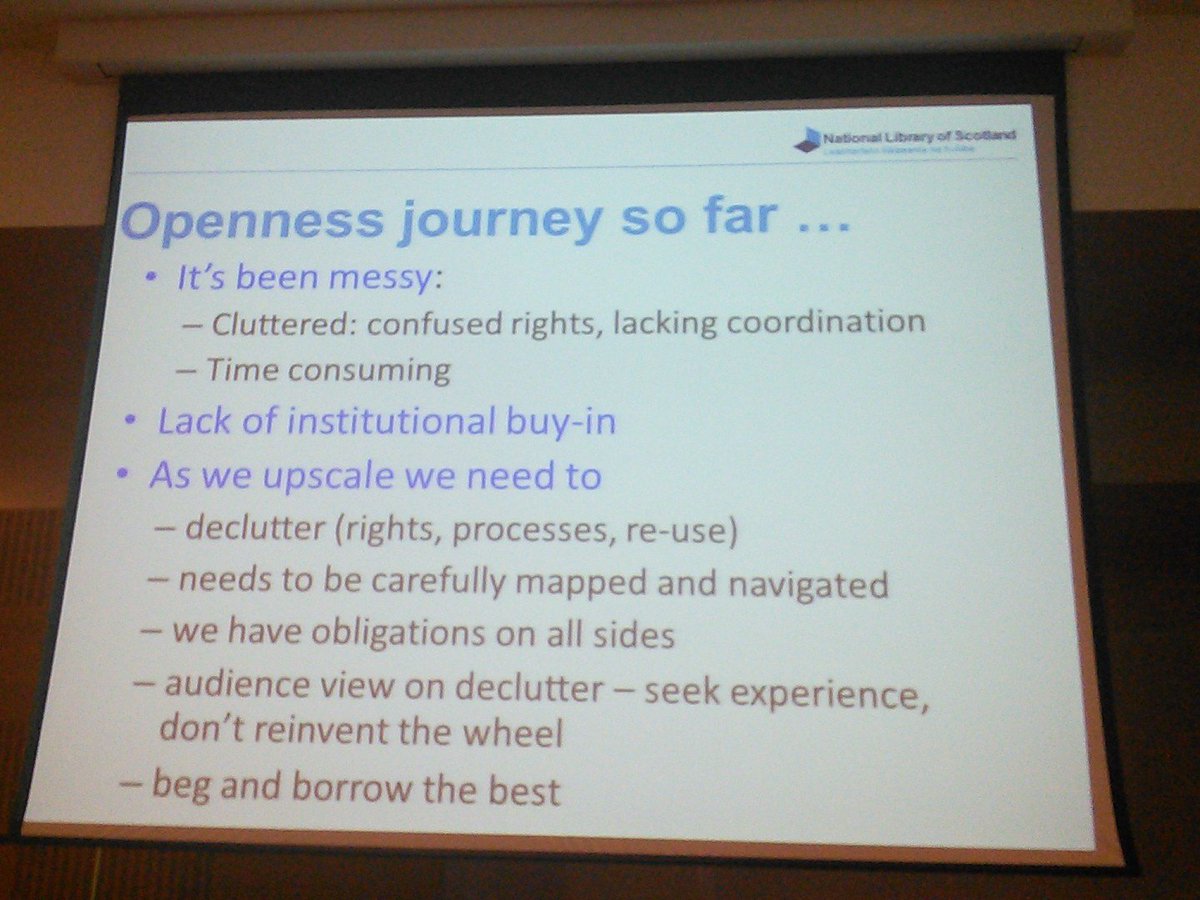 National Library of Scotland
Openness journey so far …
• It’s been messy:
– Cluttered: confused rights, lacking coordination
– Time consuming
• Lack of institutional buy-in
• As we upscale we need to
– declutter (rights, processes, re-use)
– needs to be carefully mapped and navigated
– we have obligations on all sides
– audience view on declutter – seek experience,
don’t reinvent the wheel
– beg and borrow the best